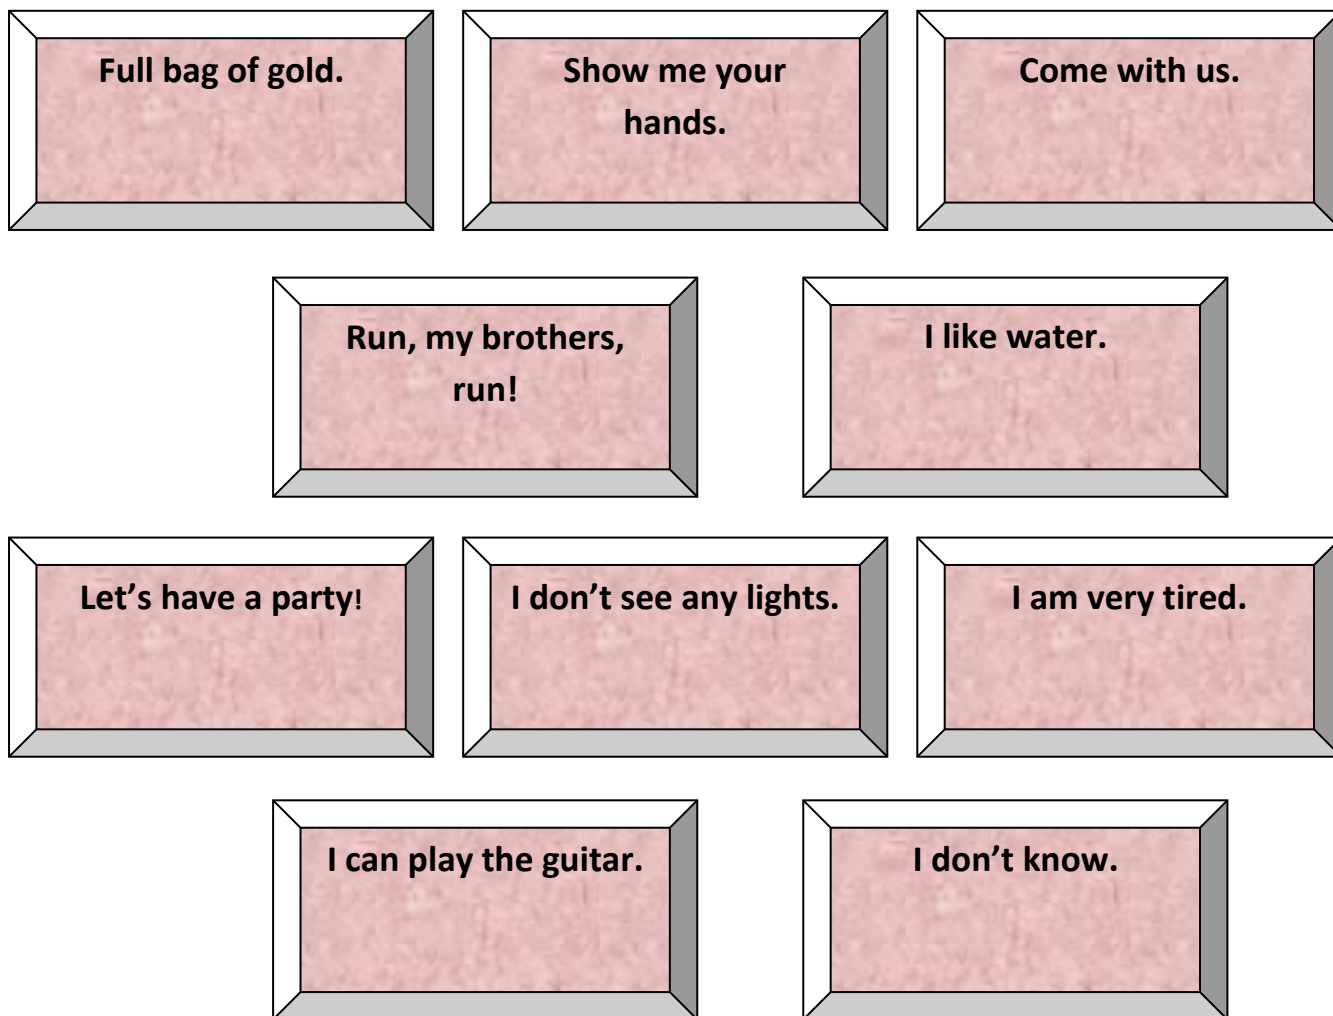 Full bag of gold.
Show me your
hands.
Come with us.
Run, my brothers,
run!
I like water.
Let’s have a party!
I don’t see any lights.
I am very tired.
I can play the guitar.
I don’t know.